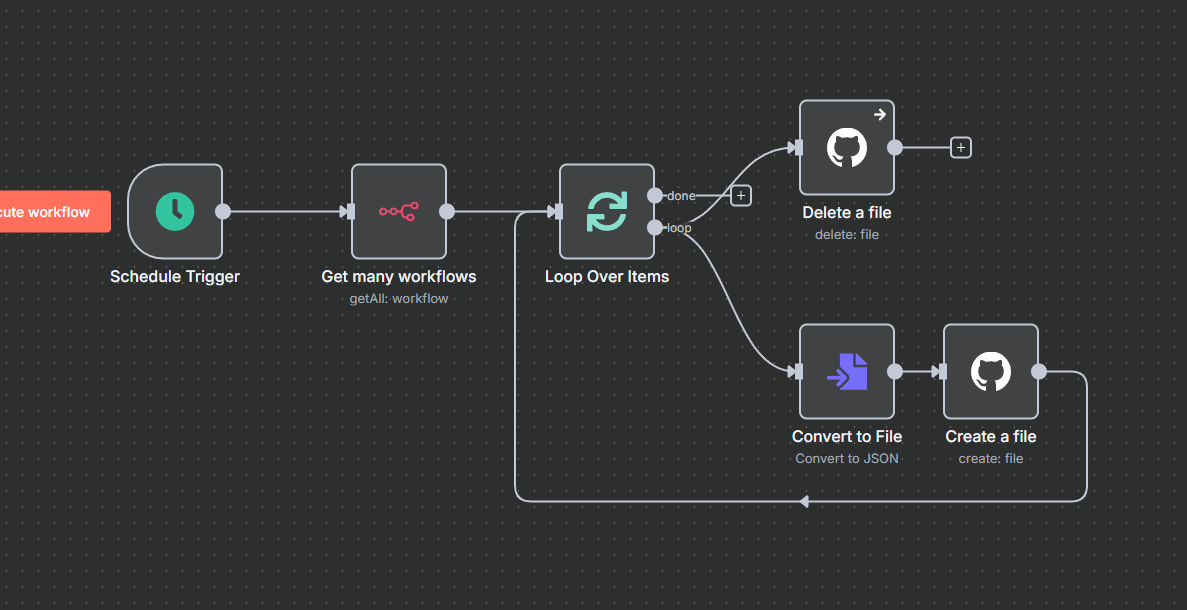 cute workflow
Schedule Trigger
Get many workflows
getAll: workflow
Loop Over Items
done
loop
Delete a file
delete: file
Convert to File
Convert to JSON
Create a file
create: file